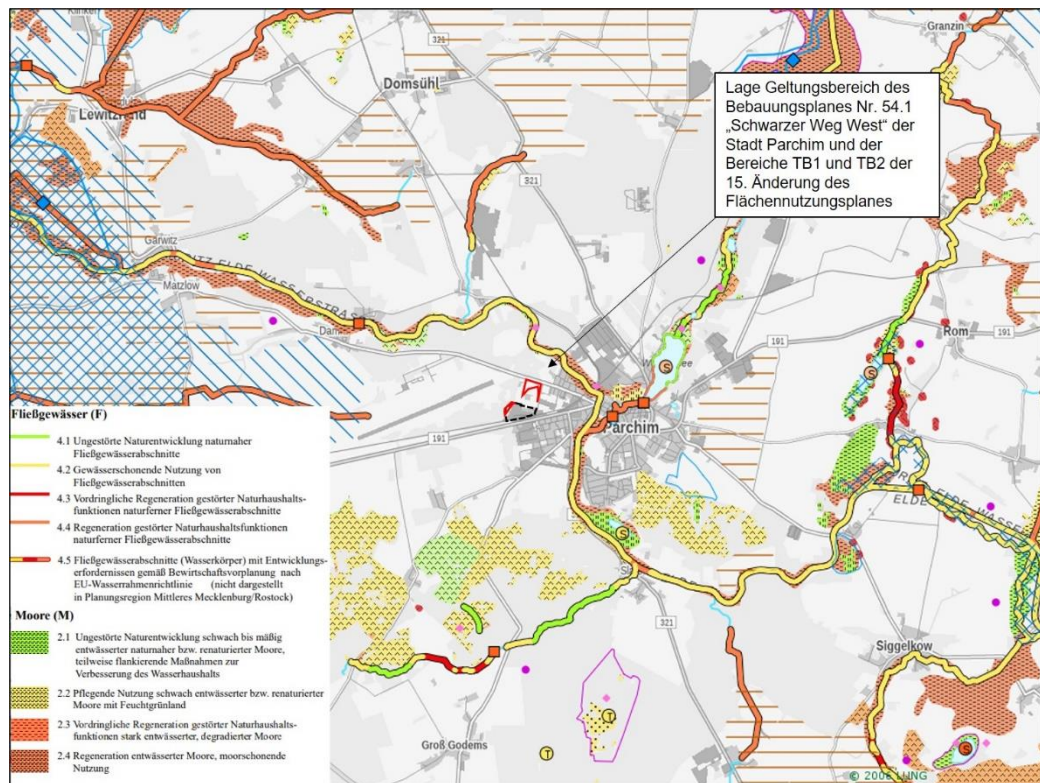 Klinken
321
Granzin
Domsühl
Lewitzrand
Lage Geltungsbereich des
Bebauungsplanes Nr. 54.1
„Schwarzer Weg West“ der
Stadt Parchim und der
Bereiche TB1 und TB2 der
15. Änderung des
Flächennutzungsplanes
321
Garwitz
Matzlow
Dam
Rom
191
191
S
S
191
Parchim
S
321
Siggelkow
T
T
S
Groß Godems
Fließgewässer (F)
4.1 Ungestörte Naturentwicklung naturnaher
Fließgewässerabschnitte
4.2 Gewässerschonende Nutzung von
Fließgewässerabschnitten
4.3 Vordringliche Regeneration gestörter Naturhaushalts-
funktionen naturferner Fließgewässerabschnitte
4.4 Regeneration gestörter Naturhaushaltsfunktionen
naturferner Fließgewässerabschnitte
4.5 Fließgewässerabschnitte (Wasserkörper) mit Entwicklungs-
erfordernissen gemäß Bewirtschaftsvorplanung nach
EU-Wasserrahmenrichtlinie (nicht dargestellt
in Planungsregion Mittleres Mecklenburg/Rostock)
Moore (M)
2.1 Ungestörte Naturentwicklung schwach bis mäßig
entwässerter naturnaher bzw. renaturierter Moore,
teilweise flankierende Maßnahmen zur
Verbesserung des Wasserhaushalts
2.2 Pflegende Nutzung schwach entwässerter bzw. renaturierter
Moore mit Feuchtgrünland
2.3 Vordringliche Regeneration gestörter Naturhaushalts-
funktionen stark entwässerter, degradierter Moore
2.4 Regeneration entwässerter Moore, moorschonende
Nutzung